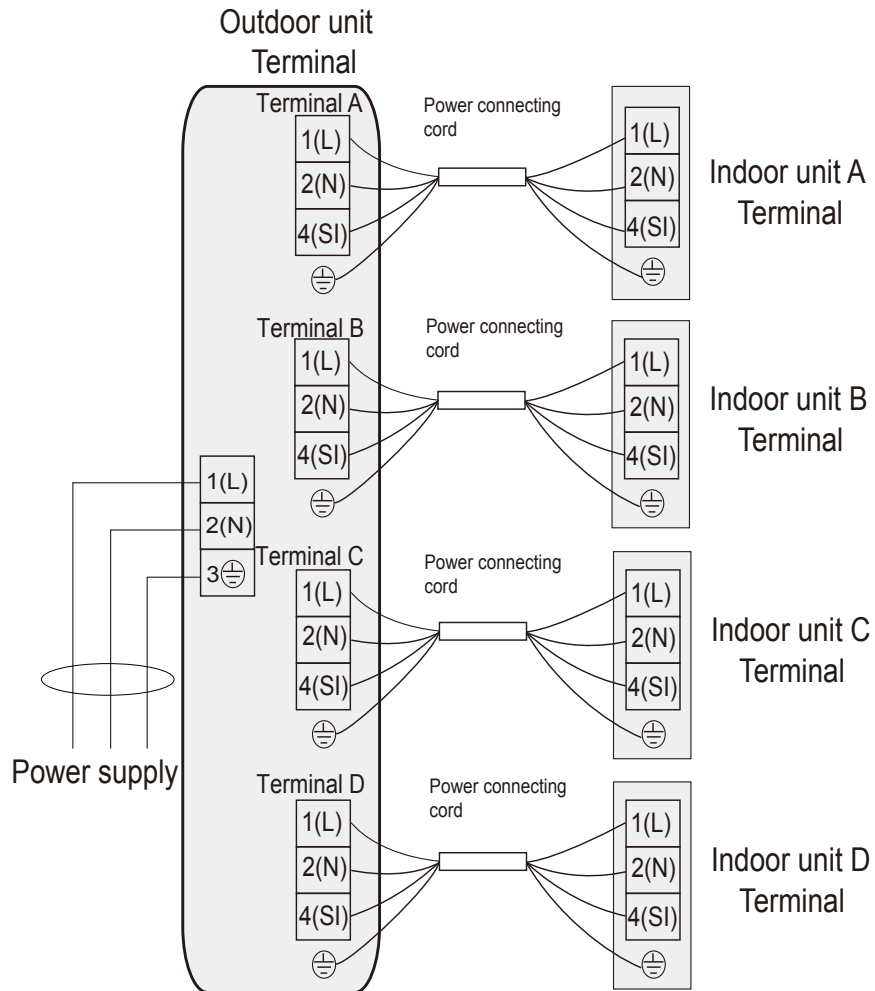 Outdoor unit
Terminal
Terminal A
1(L)
2(N)
4(SI)
Power connecting
cord
1(L)
2(N)
4(SI)
Indoor unit A
Terminal
Terminal B
1(L)
2(N)
4(SI)
Power connecting
cord
1(L)
2(N)
4(SI)
Indoor unit B
Terminal
1(L)
2(N)
3
Power supply
Terminal C
1(L)
2(N)
4(SI)
Power connecting
cord
1(L)
2(N)
4(SI)
Indoor unit C
Terminal
Terminal D
1(L)
2(N)
4(SI)
Power connecting
cord
1(L)
2(N)
4(SI)
Indoor unit D
Terminal